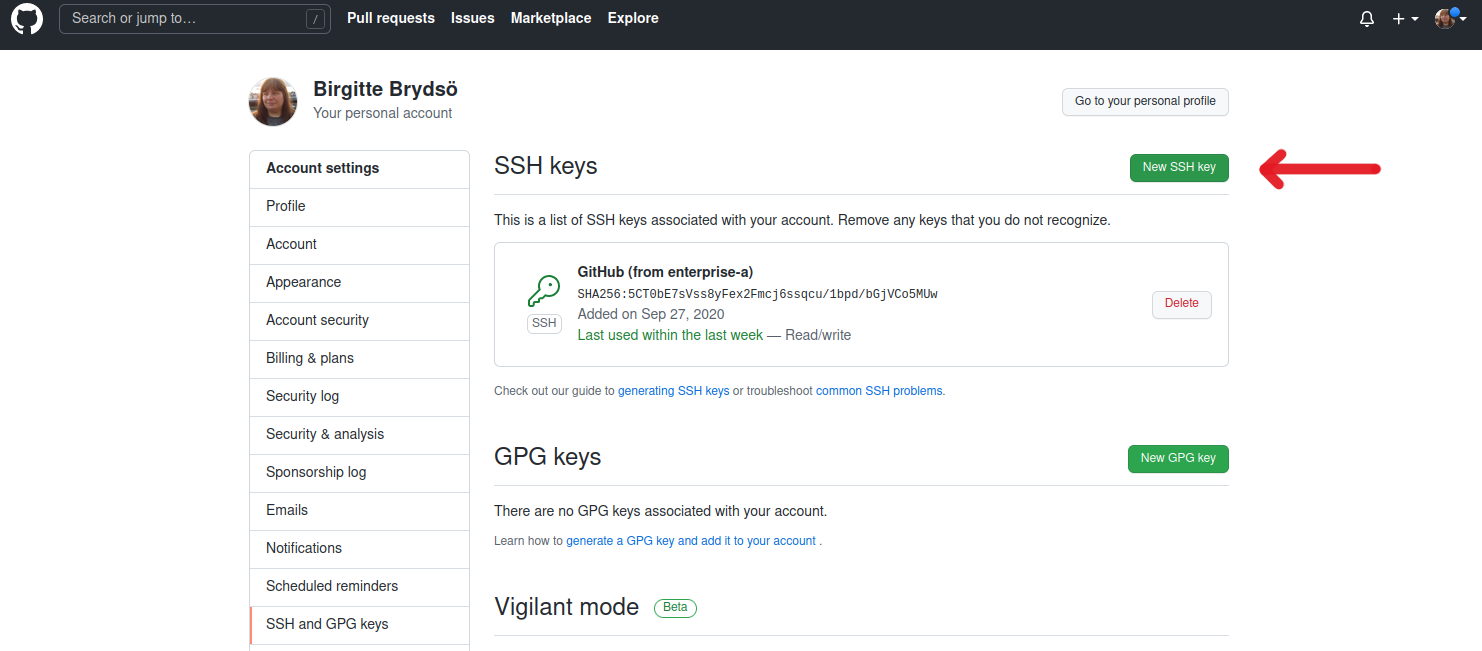 Search or jump to… /
Pull requests Issues Marketplace Explore
Birgitte Brydsö
Your personal account
Go to your personal profile
Account settings
Profile
Account
Appearance
Account security
Billing & plans
Security log
Security & analysis
Sponsorship log
Emails
Notifications
Scheduled reminders
SSH and GPG keys
SSH keys
New SSH key
This is a list of SSH keys associated with your account. Remove any keys that you do not recognize.
GitHub (from enterprise-a)
SHA256:5CT0bE7sVss8yFex2Fmcj6ssqcu/1bpd/bGjVCo5MUw
Added on Sep 27, 2020
Last used within the last week — Read/write
SSH
Delete
Check out our guide to generating SSH keys or troubleshoot common SSH problems.
GPG keys
New GPG key
There are no GPG keys associated with your account.
Learn how to generate a GPG key and add it to your account .
Vigilant mode Beta